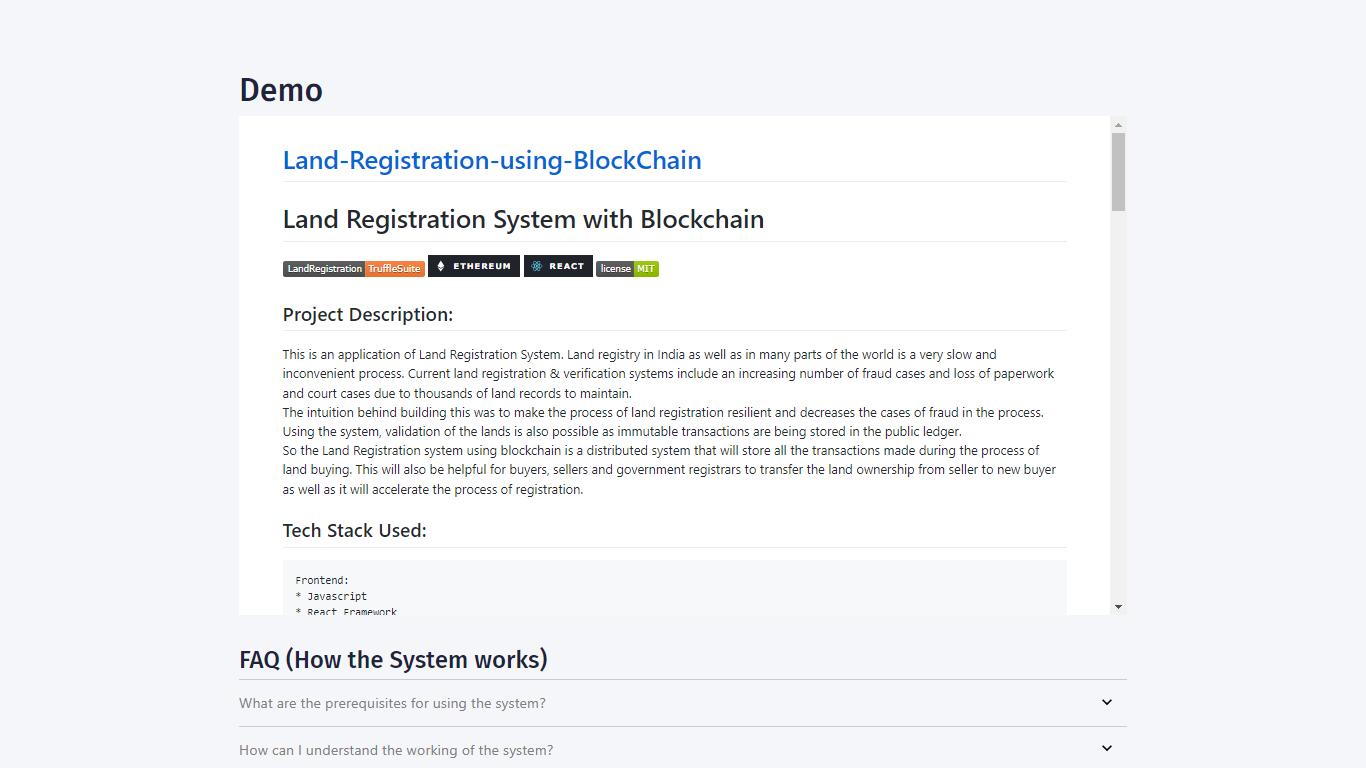 Demo
Land-Registration-using-BlockChain
Land Registration System with Blockchain
LandRegistration TruffleSuite ETHEREUM REACT license MIT
Project Description:
This is an application of Land Registration System. Land registry in India as well as in many parts of the world is a very slow and
inconvenient process. Current land registration & verification systems include an increasing number of fraud cases and loss of paperwork
and court cases due to thousands of land records to maintain.
The intuition behind building this was to make the process of land registration resilient and decreases the cases of fraud in the process.
Using the system, validation of the lands is also possible as immutable transactions are being stored in the public ledger.
So the Land Registration system using blockchain is a distributed system that will store all the transactions made during the process of
land buying. This will also be helpful for buyers, sellers and government registrars to transfer the land ownership from seller to new buyer
as well as it will accelerate the process of registration.
Tech Stack Used:
Frontend:
* Javascript
* React Framework
FAQ (How the System works)
What are the prerequisites for using the system?
How can I understand the working of the system?